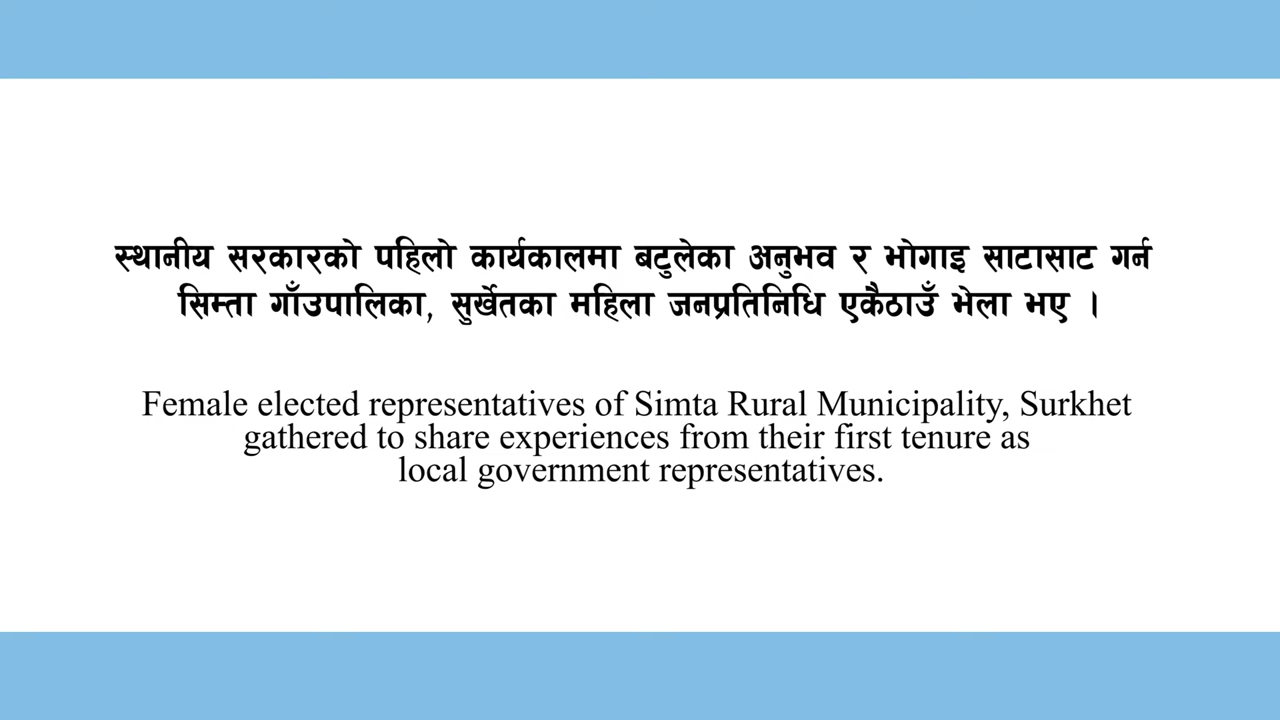 स्थानीय सरकारको पहिलो कार्यकालमा बटुलेका अनुभव र भोगाइ साटासाट गर्न
सिम्ता गाउँपालिका, सुर्खेतका महिला जनप्रतिनिधि एकैठाउँ भेला भए ।
Female elected representatives of Simta Rural Municipality, Surkhet
gathered to share experiences from their first tenure as
local government representatives.